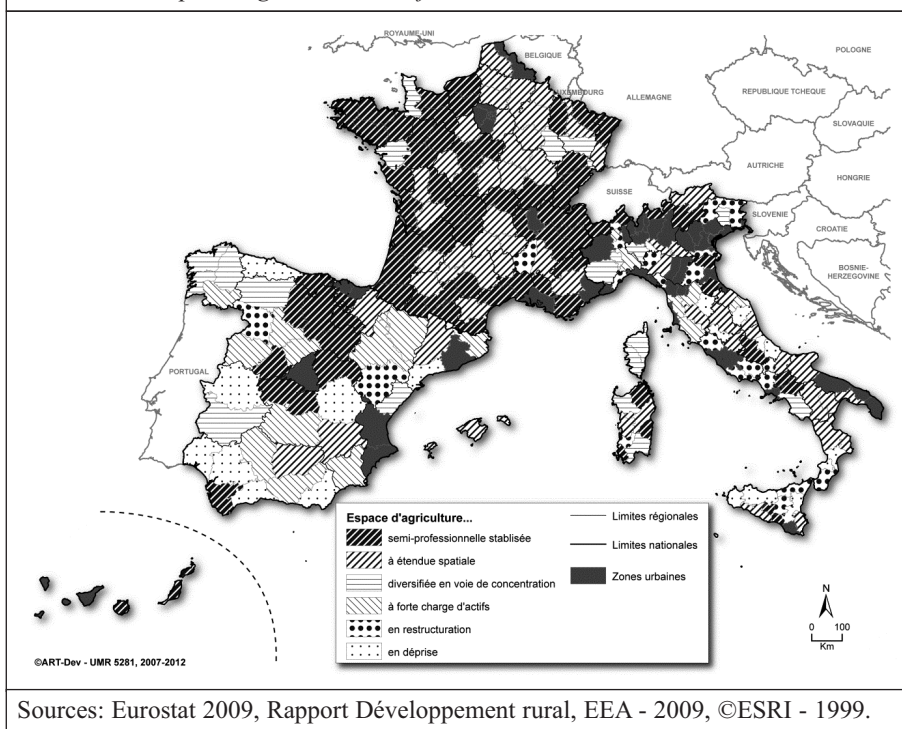 ROYAUME-UNI
BELGIQUE
POLOGNE
ALLEMAGNE
REPUBLIQUE TCHEQUE
SLOVAQUIE
AUTRICHE
HONGRIE
SUISSE
SLOVENIE
CROATIE
BOSNIE-
HERZEGOVINE
PORTUGAL
Espace d'agriculture...
semi-professionnelle stablisée
à étendue spatiale
diversifiée en voie de concentration
à forte charge d'actifs
en restructuration
en déprise
Limites régionales
Limites nationales
Zones urbaines
N
0 100
Km
©ART-Dev - UMR 5281, 2007-2012
Sources: Eurostat 2009, Rapport Développement rural, EEA - 2009, ©ESRI - 1999.